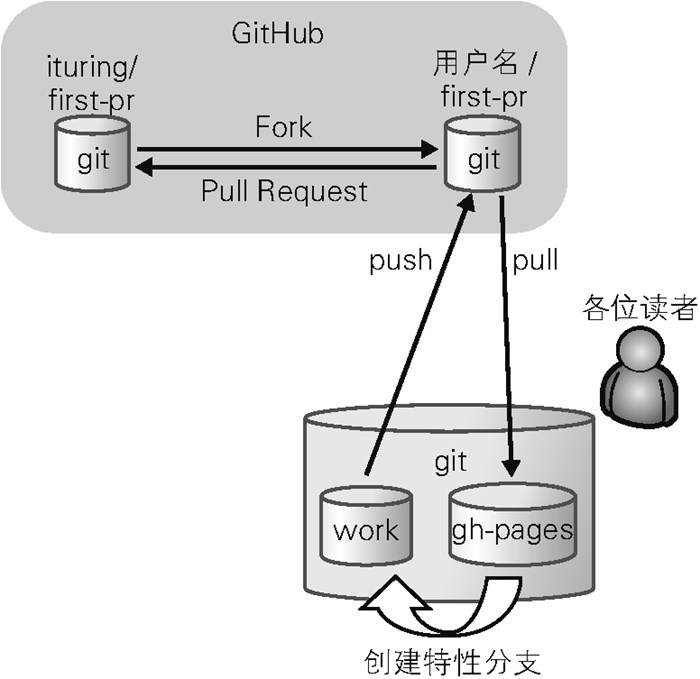 GitHub
ituring/
first-pr
用户名 /
first-pr
git
Fork
git
Pull Request
push
pull
各位读者
git
work
gh-pages
创建特性分支